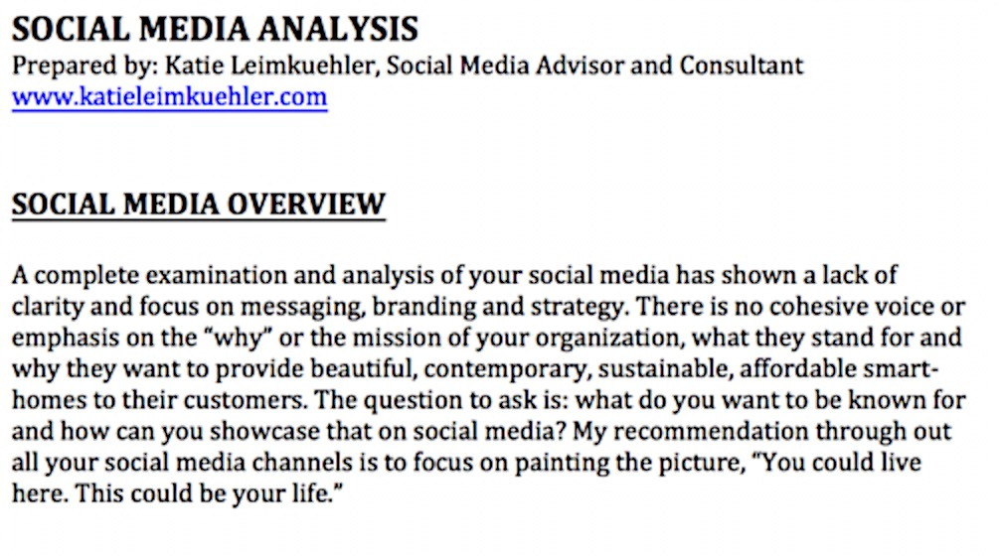 SOCIAL MEDIA ANALYSIS
Prepared by: Katie Leimkuehler, Social Media Advisor and Consultant
www.katieleimkuehler.com
SOCIAL MEDIA OVERVIEW
A complete examination and analysis of your social media has shown a lack of
clarity and focus on messaging, branding and strategy. There is no cohesive voice or
emphasis on the “why” or the mission of your organization, what they stand for and
why they want to provide beautiful, contemporary, sustainable, affordable smart-
homes to their customers. The question to ask is: what do you want to be known for
and how can you showcase that on social media? My recommendation through out
all your social media channels is to focus on painting the picture, “You could live
here. This could be your life.”